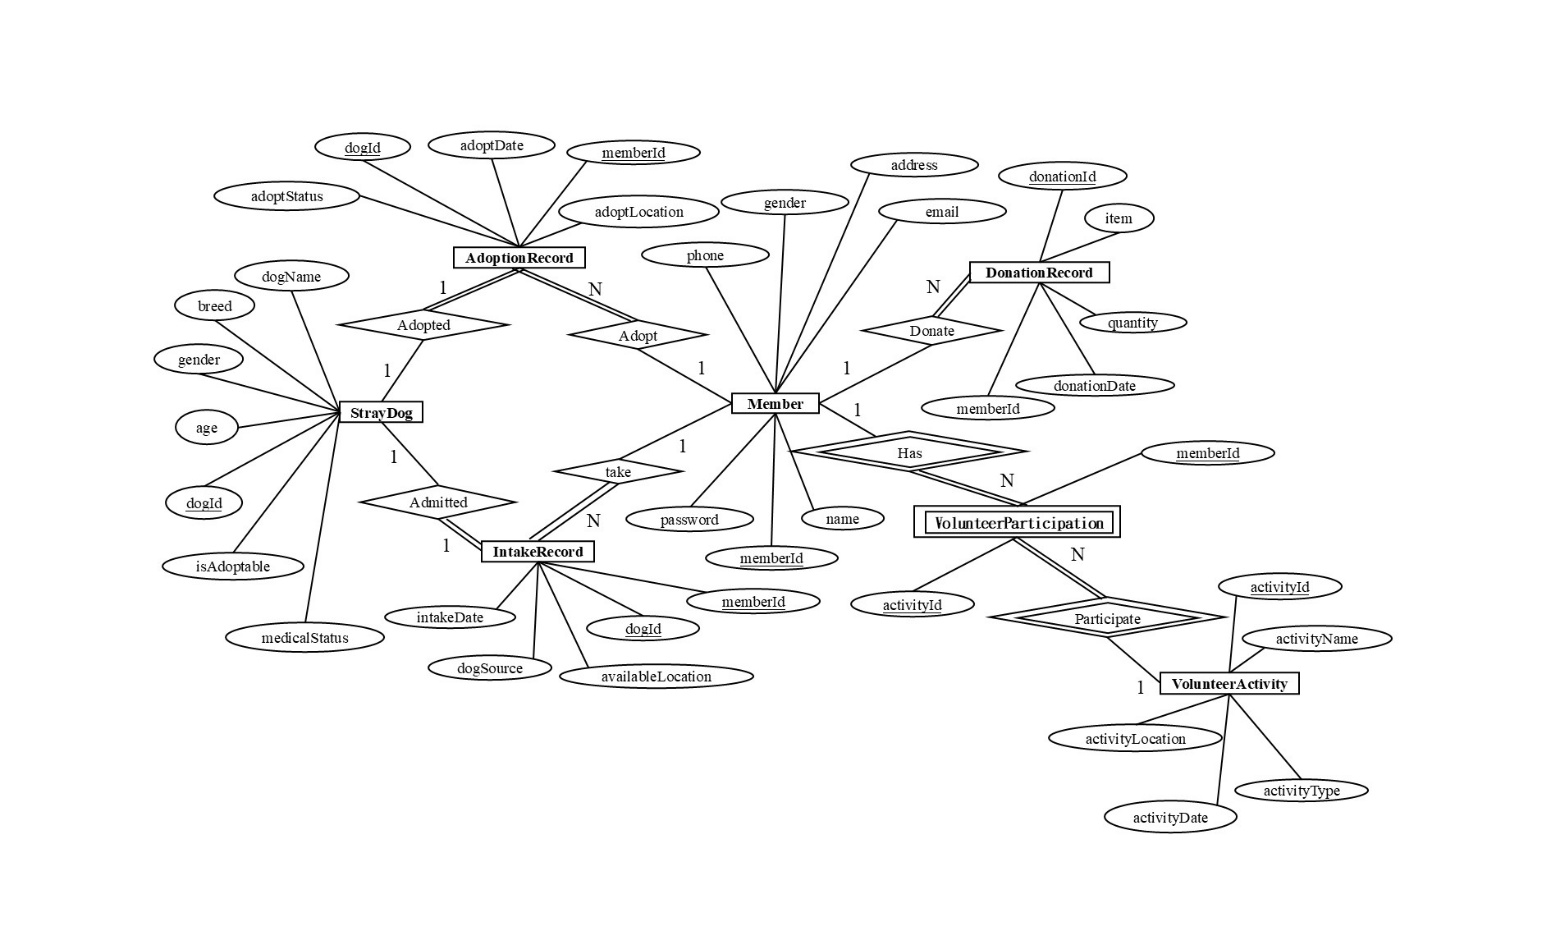 dogId
adoptDate
memberId
adoptStatus
adoptLocation
AdoptionRecord
gender
address
email
phone
donationId
item
DonationRecord
quantity
donationDate
memberId
dogName
breed
gender
age
dogId
isAdoptable
medicalStatus
StrayDog
1
Adopted
1
N
Adopt
1
N
Donate
1
Member
1
Has
N
1
take
N
1
Admitted
1
password
memberId
name
IntakeRecord
intakeDate
dogSource
availableLocation
dogId
memberId
memberId
VolunteerParticipation
activityId
N
Participate
1
activityId
activityName
VolunteerActivity
activityLocation
activityType
activityDate